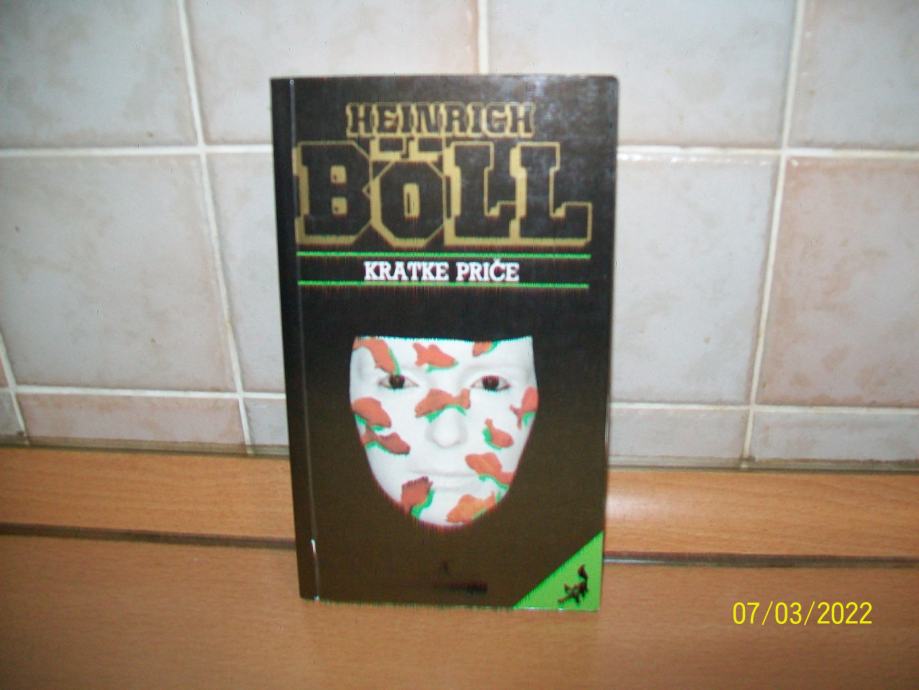 HEINRICH
BÖLL
KRATKE PRIČE
07/03/2022